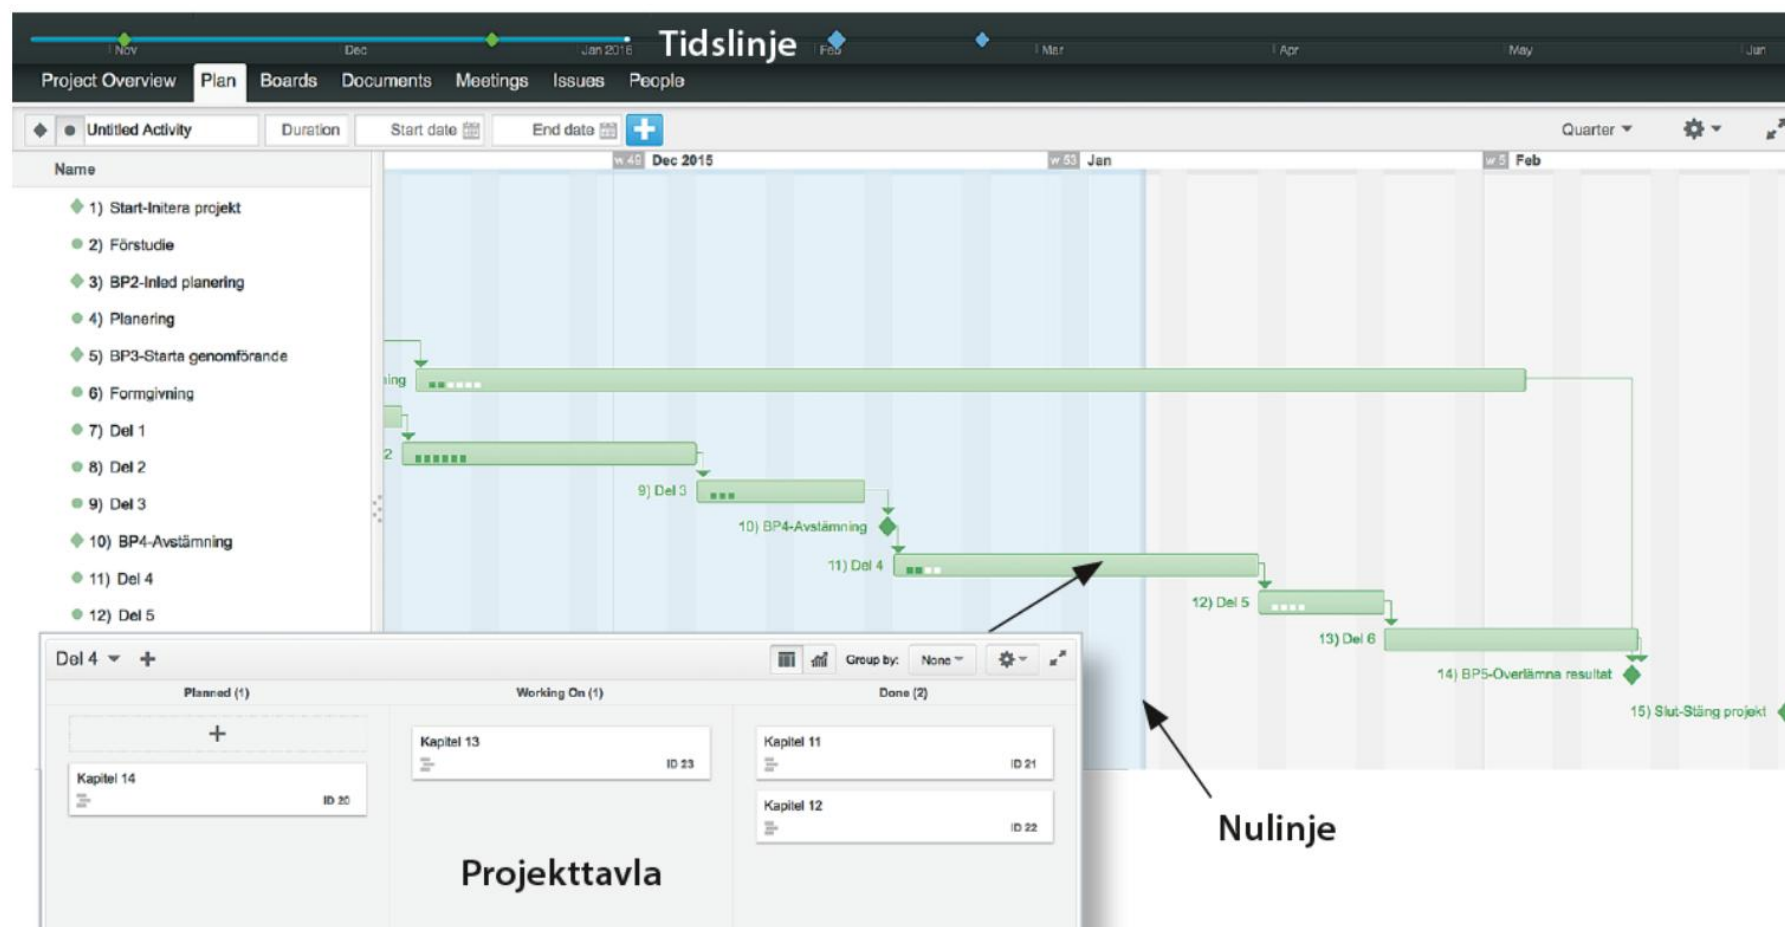 Nov Dec Jan 2016 Tidslinje Feb Mar Apr May Jun
Project Overview Plan Boards Documents Meetings Issues People
Untitled Activity Duration Start date End date + Quarter
Name
w 49 Dec 2015 w 53 Jan w 5 Feb
1) Start-Initera projekt
2) Förstudie
3) BP2-Inled planering
4) Planering
5) BP3-Starta genomförande
6) Formgivning
7) Del 1
8) Del 2
9) Del 3
10) BP4-Avstämning
11) Del 4
12) Del 5
ning
2
9) Del 3
10) BP4-Avstämning
11) Del 4
12) Del 5
13) Del 6
14) BP5-Överlämna resultat
15) Slut-Stäng projekt
Del 4 + Group by: None
Planned (1) Working On (1) Done (2)
+
Kapitel 14
ID 20
Kapitel 13
ID 23
Kapitel 11
ID 21
Kapitel 12
ID 22
Projekttavla
Nulinje